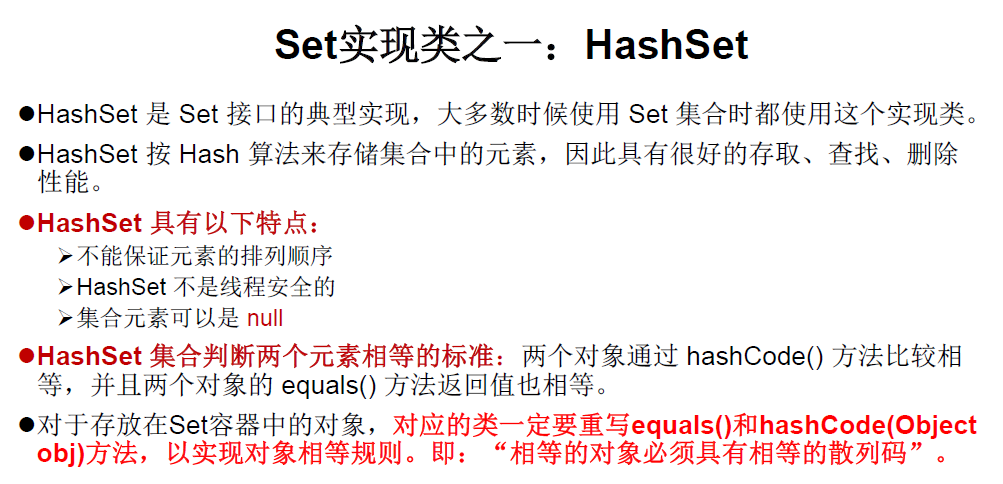 Set实现类之一：HashSet
●HashSet 是 Set 接口的典型实现，大多数时候使用 Set 集合时都使用这个实现类。
●HashSet 按 Hash 算法来存储集合中的元素，因此具有很好的存取、查找、删除
性能。
●HashSet 具有以下特点：
➢不能保证元素的排列顺序
➢HashSet 不是线程安全的
➢集合元素可以是 null
●HashSet 集合判断两个元素相等的标准：两个对象通过 hashCode() 方法比较相
等，并且两个对象的 equals() 方法返回值也相等。
●对于存放在Set容器中的对象，对应的类一定要重写equals()和hashCode(Object
obj)方法，以实现对象相等规则。即：“相等的对象必须具有相等的散列码”。